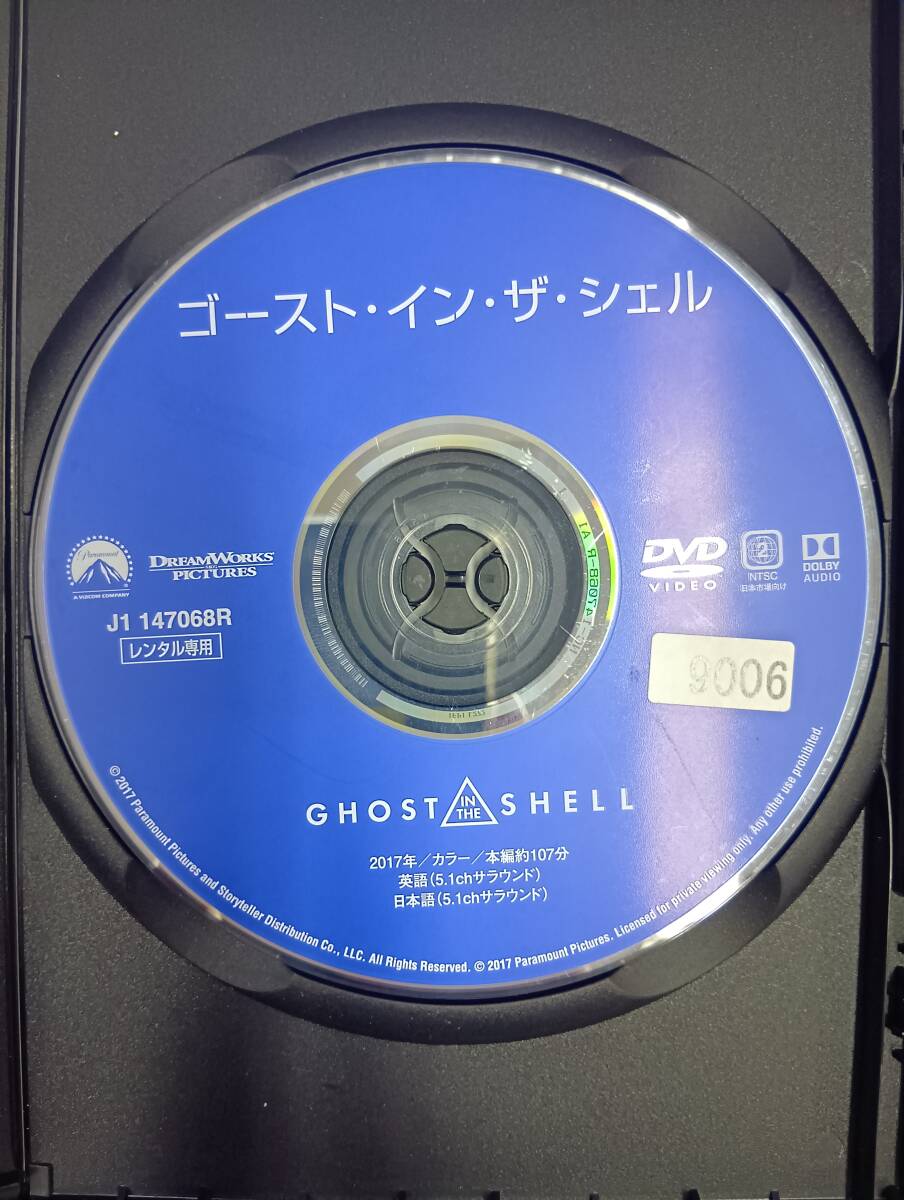 ゴースト・イン・ザ・シェル
Paramount
A VIACOM COMPANY
DREAMWORKS
SKG
PICTURES
J1 147068R
レンタル専用
DVD
VIDEO
2
NTSC
日本市場向け
DOLBY
AUDIO
9006
GHOST IN THE SHELL
2017年/カラー/本編約107分
英語(5.1chサラウンド)
日本語(5.1chサラウンド)
© 2017 Paramount Pictures and Storyteller Distribution Co., LLC. All Rights Reserved. © 2017 Paramount Pictures. Licensed for private viewing only. Any other use prohibited.